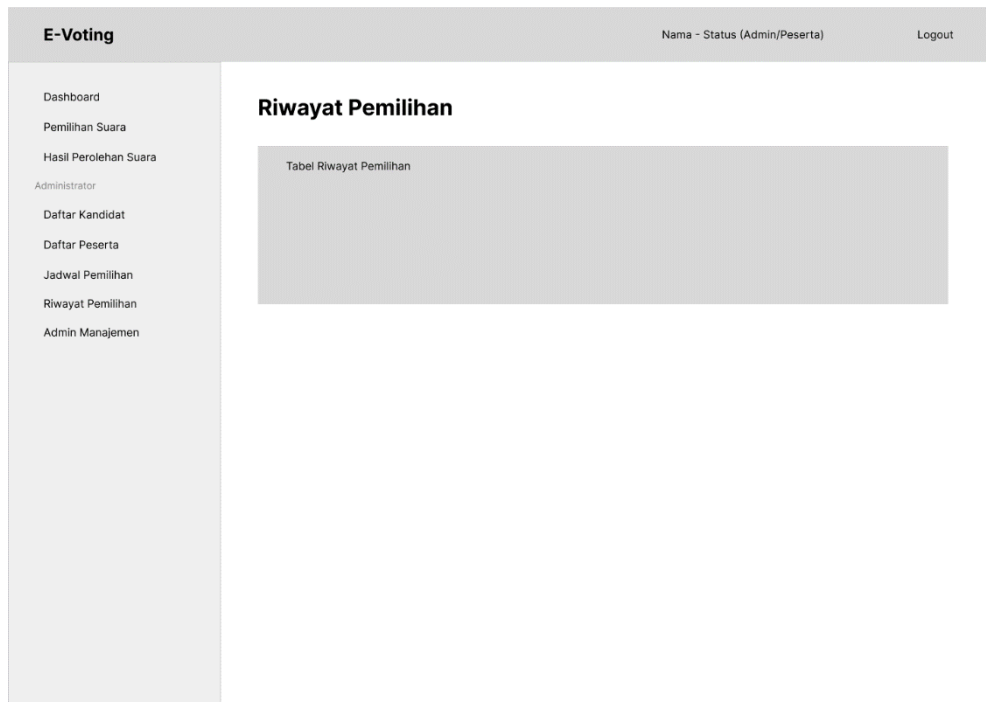 E-Voting
Nama - Status (Admin/Peserta)
Logout
Dashboard
Pemilihan Suara
Hasil Perolehan Suara
Administrator
Daftar Kandidat
Daftar Peserta
Jadwal Pemilihan
Riwayat Pemilihan
Admin Manajemen
Riwayat Pemilihan
Tabel Riwayat Pemilihan